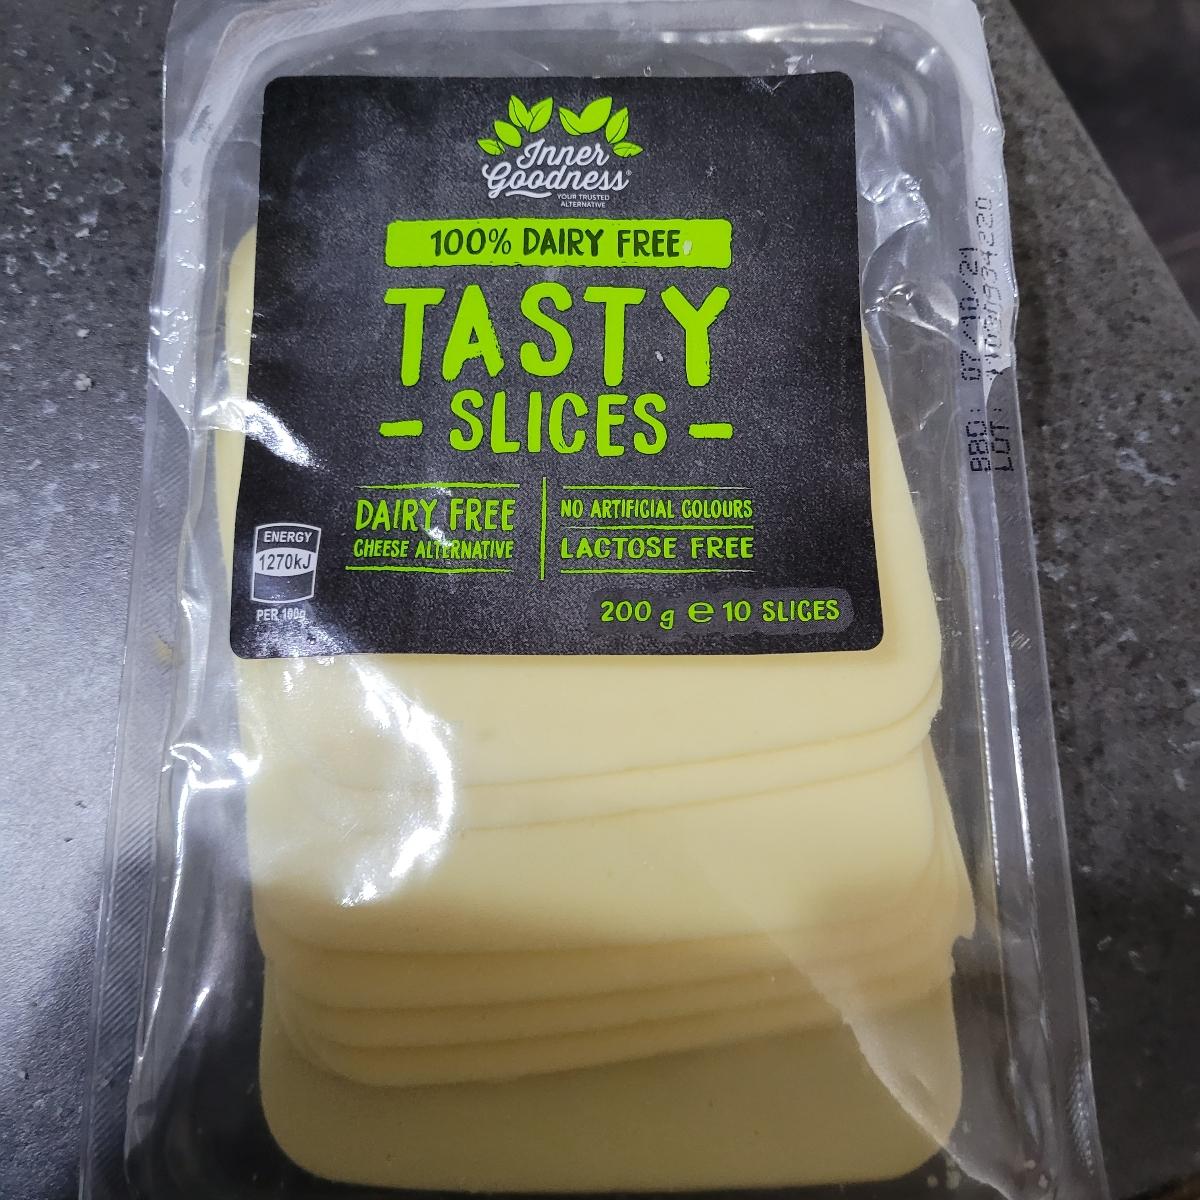 Inner
Goodness®
YOUR TRUSTED
ALTERNATIVE
100% DAIRY FREE
TASTY
- SLICES -
DAIRY FREE
CHEESE ALTERNATIVE
NO ARTIFICIAL COLOURS
LACTOSE FREE
ENERGY
1270kJ
PER 100g
200 g e 10 SLICES
BBD: 07/10/21
LOT: